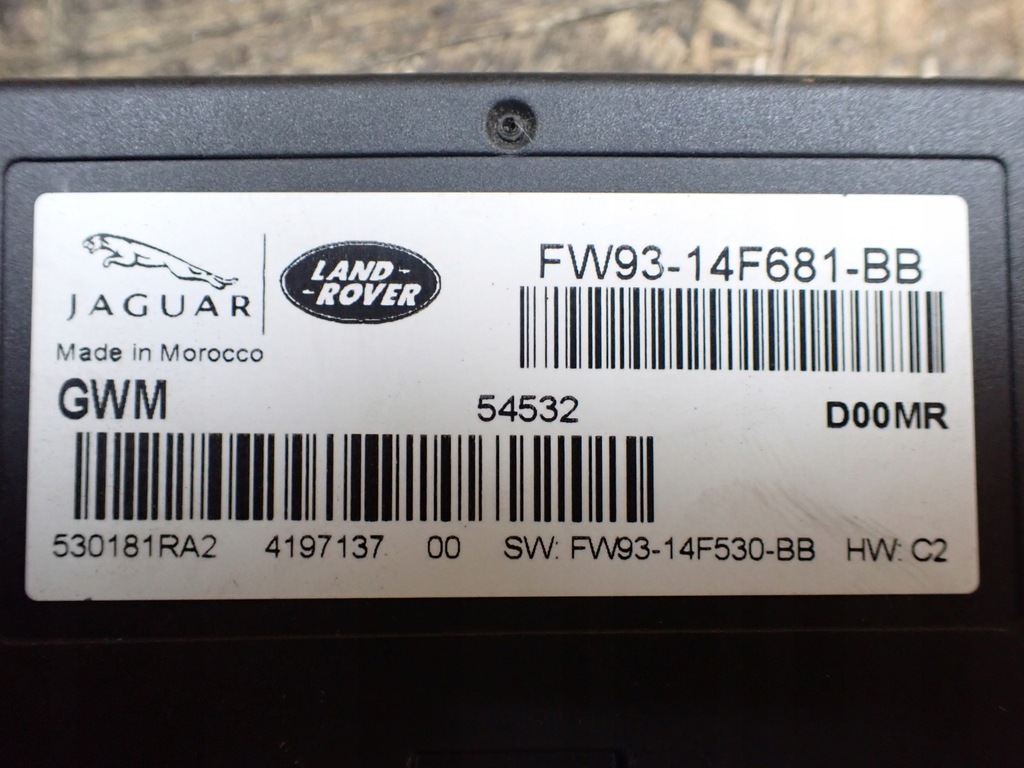 JAGUAR
LAND-
-ROVER
FW93-14F681-BB
Made in Morocco
GWM 54532 D00MR
530181RA2 4197137 00 SW: FW93-14F530-BB HW: C2